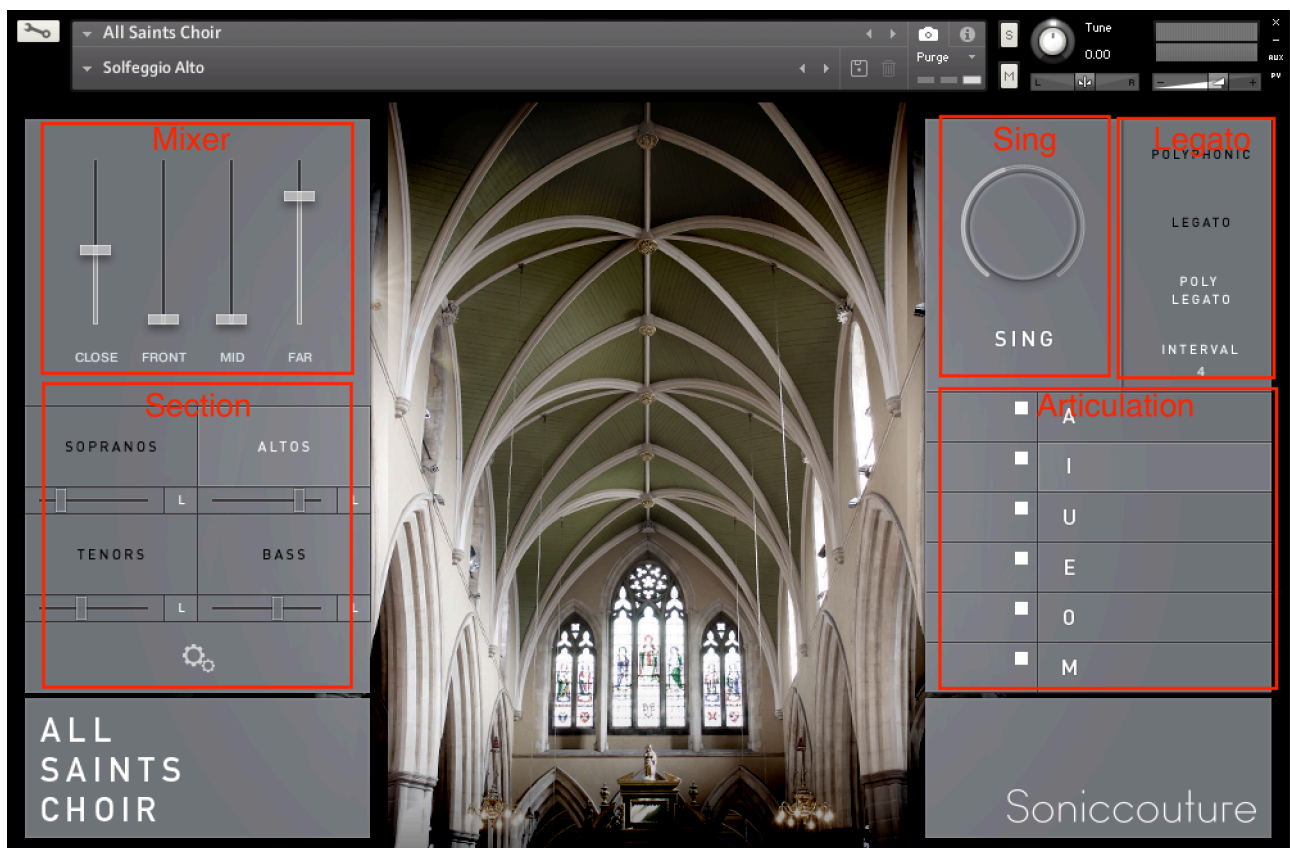 All Saints Choir
Solfeggio Alto
Purge
S
M
Tune
0.00
L
R
-
+
×
-
AUX
PV
Mixer
CLOSE FRONT MID FAR
Section
SOPRANOS ALTOS
L L
TENORS BASS
L L
Sing
SING
Legato
POLYPHONIC
LEGATO
POLY
LEGATO
INTERVAL
4
Articulation
A
I
U
E
O
M
ALL
SAINTS
CHOIR
Soniccouture